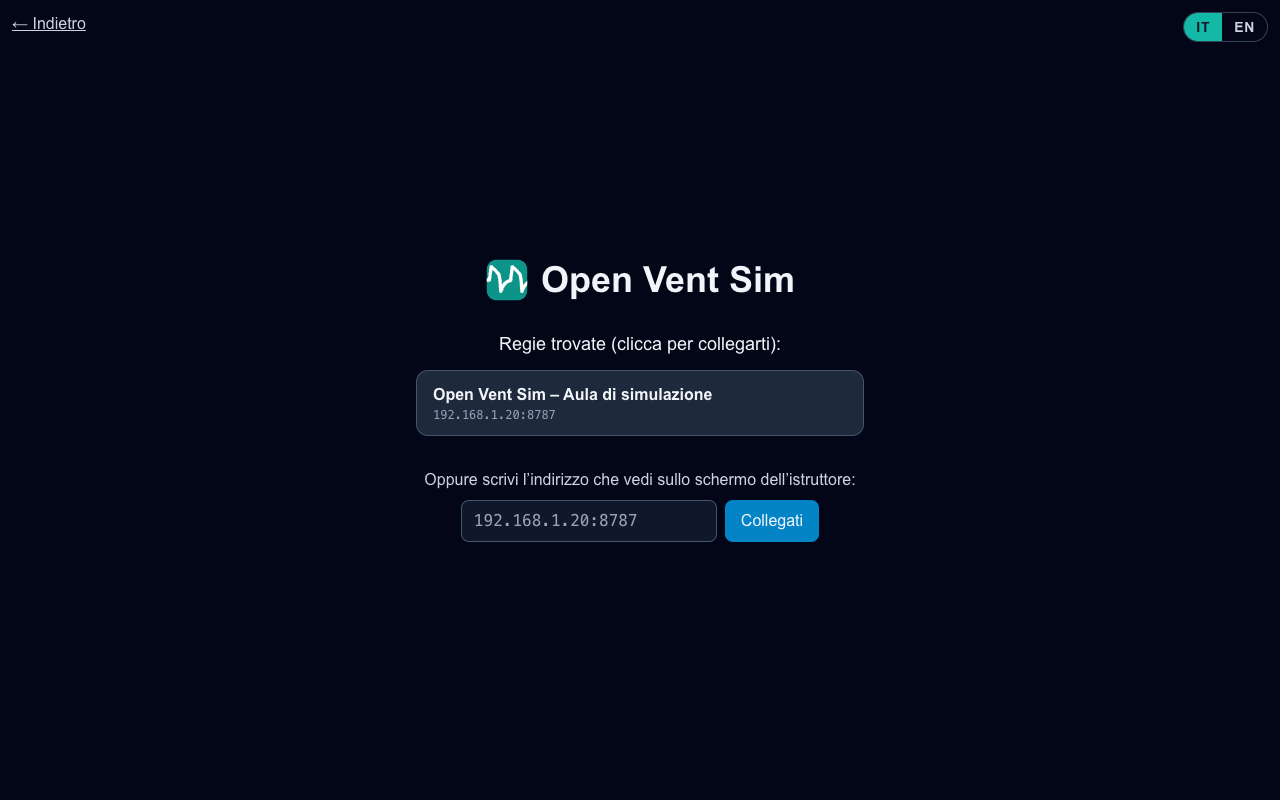 ← Indietro
IT EN
Open Vent Sim
Regie trovate (clicca per collegarti):
Open Vent Sim – Aula di simulazione
192.168.1.20:8787
Oppure scrivi l’indirizzo che vedi sullo schermo dell’istruttore:
192.168.1.20:8787 Collegati